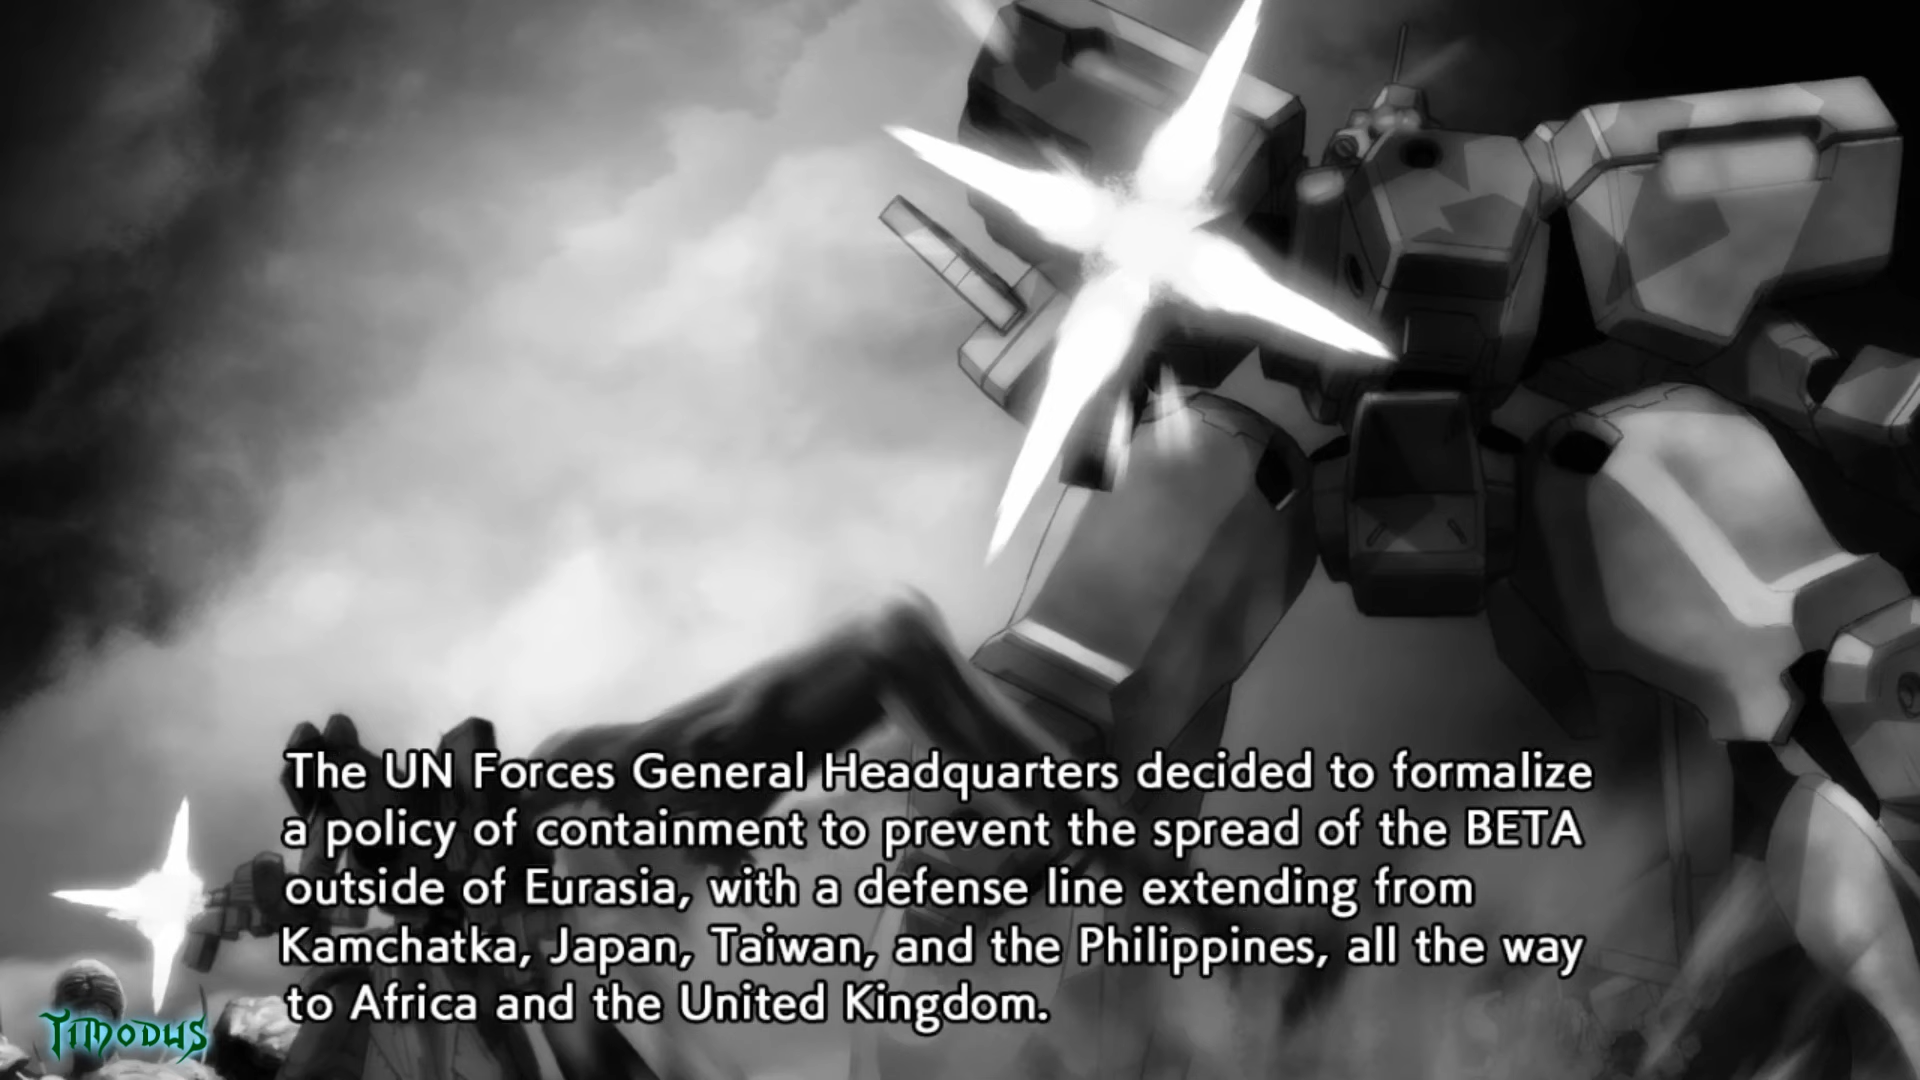 The UN Forces General Headquarters decided to formalize
a policy of containment to prevent the spread of the BETA
outside of Eurasia, with a defense line extending from
Kamchatka, Japan, Taiwan, and the Philippines, all the way
to Africa and the United Kingdom.
Timodus